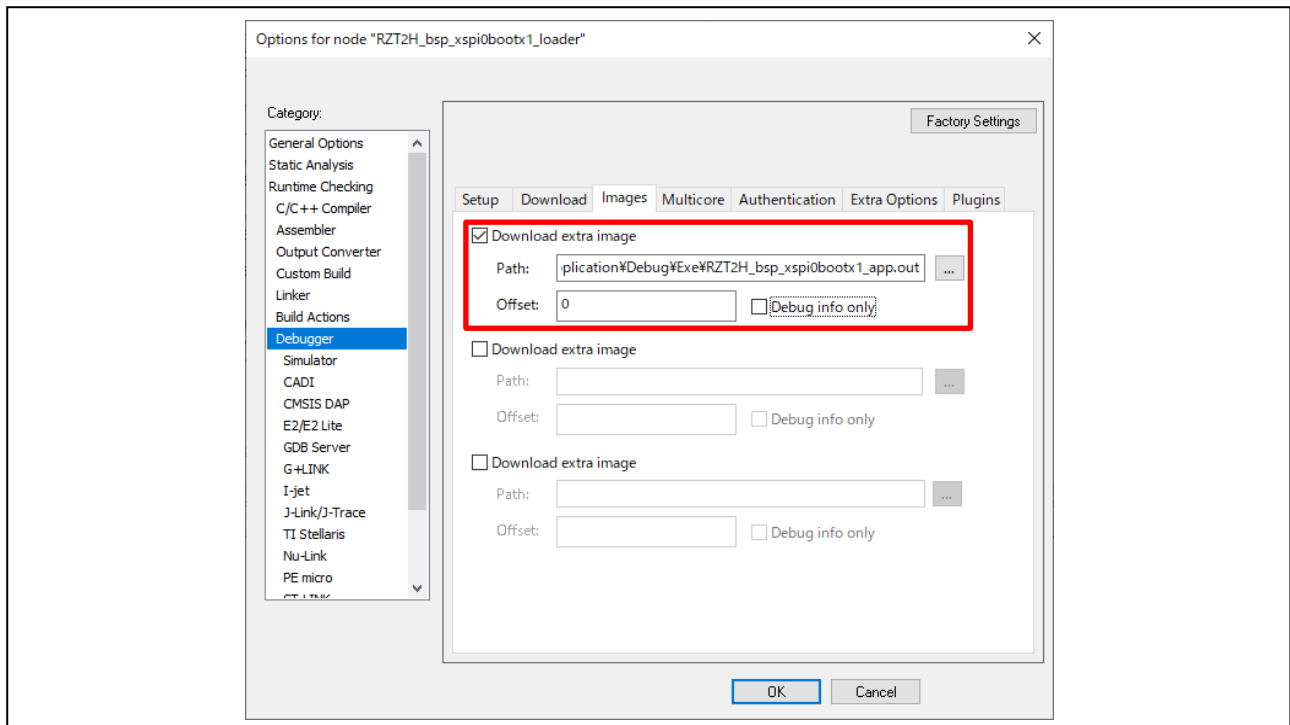 Options for node "RZT2H_bsp_xspi0bootx1_loader"
Category:
Factory Settings
General Options
Static Analysis
Runtime Checking
C/C++ Compiler
Assembler
Output Converter
Custom Build
Linker
Build Actions
Debugger
Simulator
CADI
CMSIS DAP
E2/E2 Lite
GDB Server
G+LINK
I-jet
J-Link/J-Trace
TI Stellaris
Nu-Link
PE micro
ST-LINK
Setup Download Images Multicore Authentication Extra Options Plugins
Download extra image
Path: plication¥Debug¥Exe¥RZT2H_bsp_xspi0bootx1_app.out ...
Offset: 0 Debug info only
Download extra image
Path: ...
Offset: Debug info only
Download extra image
Path: ...
Offset: Debug info only
OK Cancel